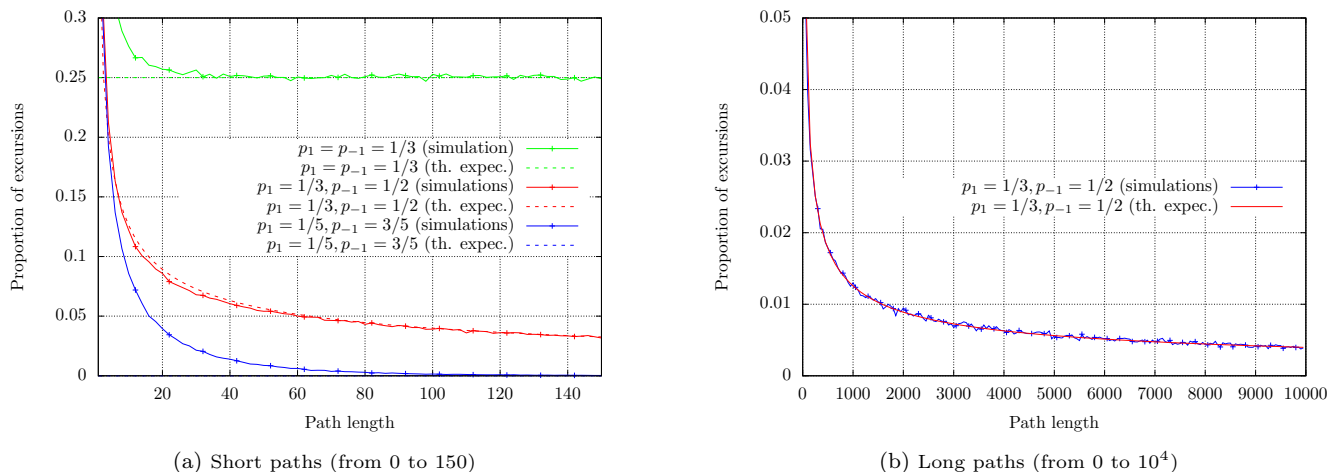 0.3
0.25
0.2
0.15
0.1
0.05
0
20 40 60 80 100 120 140
Proportion of excursions
Path length
p₁ = p₋₁ = 1/3 (simulation)
p₁ = p₋₁ = 1/3 (th. expec.)
p₁ = 1/3, p₋₁ = 1/2 (simulations)
p₁ = 1/3, p₋₁ = 1/2 (th. expec.)
p₁ = 1/5, p₋₁ = 3/5 (simulations)
p₁ = 1/5, p₋₁ = 3/5 (th. expec.)
(a) Short paths (from 0 to 150)
0.05
0.04
0.03
0.02
0.01
0
0 1000 2000 3000 4000 5000 6000 7000 8000 9000 10000
Proportion of excursions
Path length
p₁ = 1/3, p₋₁ = 1/2 (simulations)
p₁ = 1/3, p₋₁ = 1/2 (th. expec.)
(b) Long paths (from 0 to 10⁴)